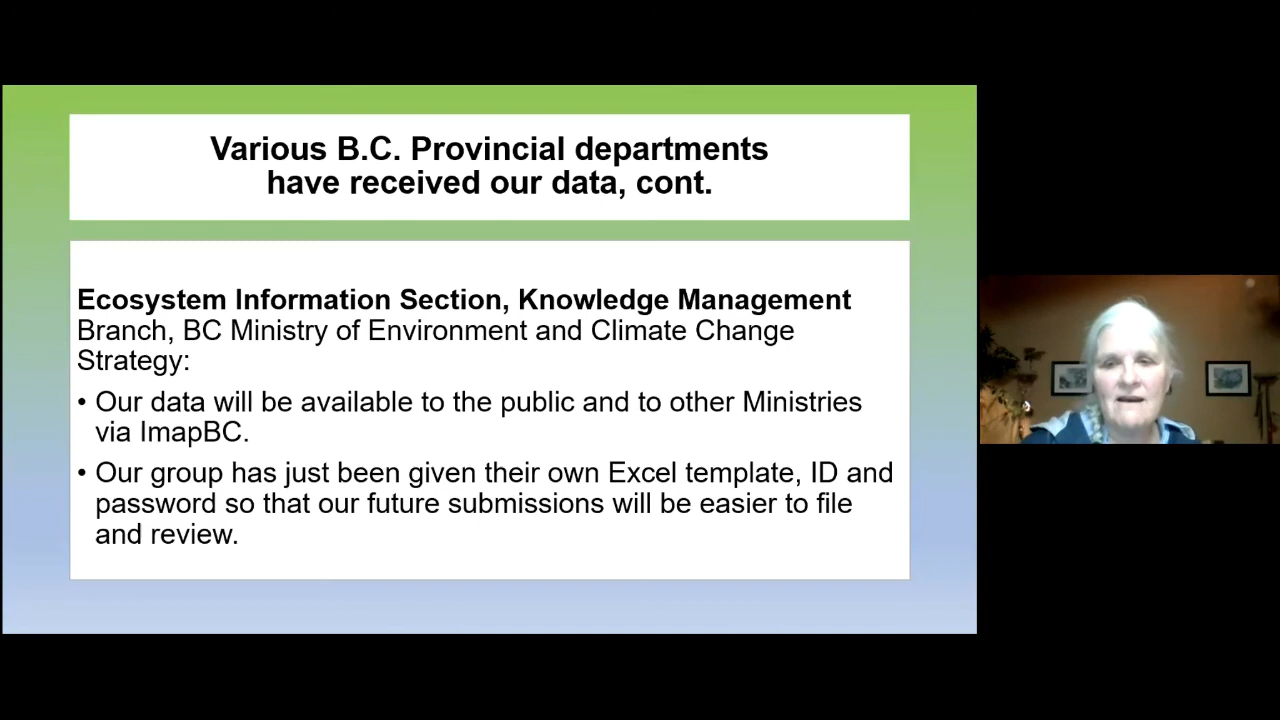 Various B.C. Provincial departments
have received our data, cont.
Ecosystem Information Section, Knowledge Management
Branch, BC Ministry of Environment and Climate Change
Strategy:
• Our data will be available to the public and to other Ministries
via ImapBC.
• Our group has just been given their own Excel template, ID and
password so that our future submissions will be easier to file
and review.